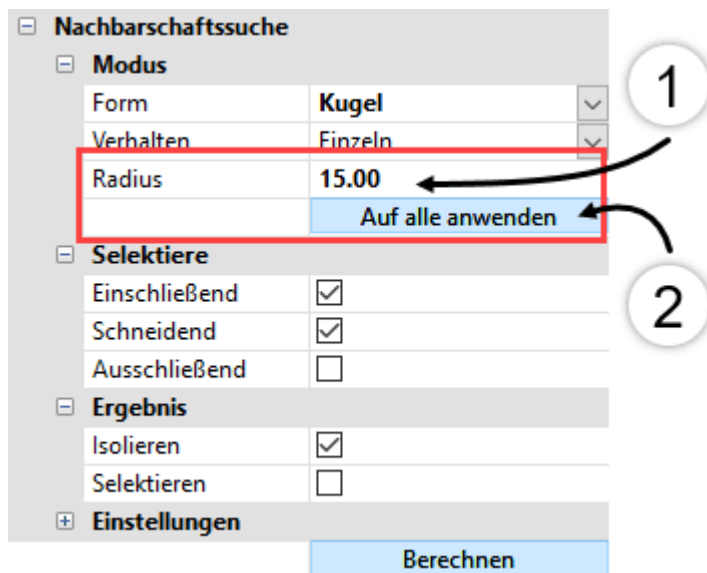 Nachbarschaftssuche
Modus
Form Kugel
Verhalten Einzeln
Radius 15.00
Auf alle anwenden
1
2
Selektiere
Einschließend
Schneidend
Ausschließend
Ergebnis
Isolieren
Selektieren
Einstellungen
Berechnen